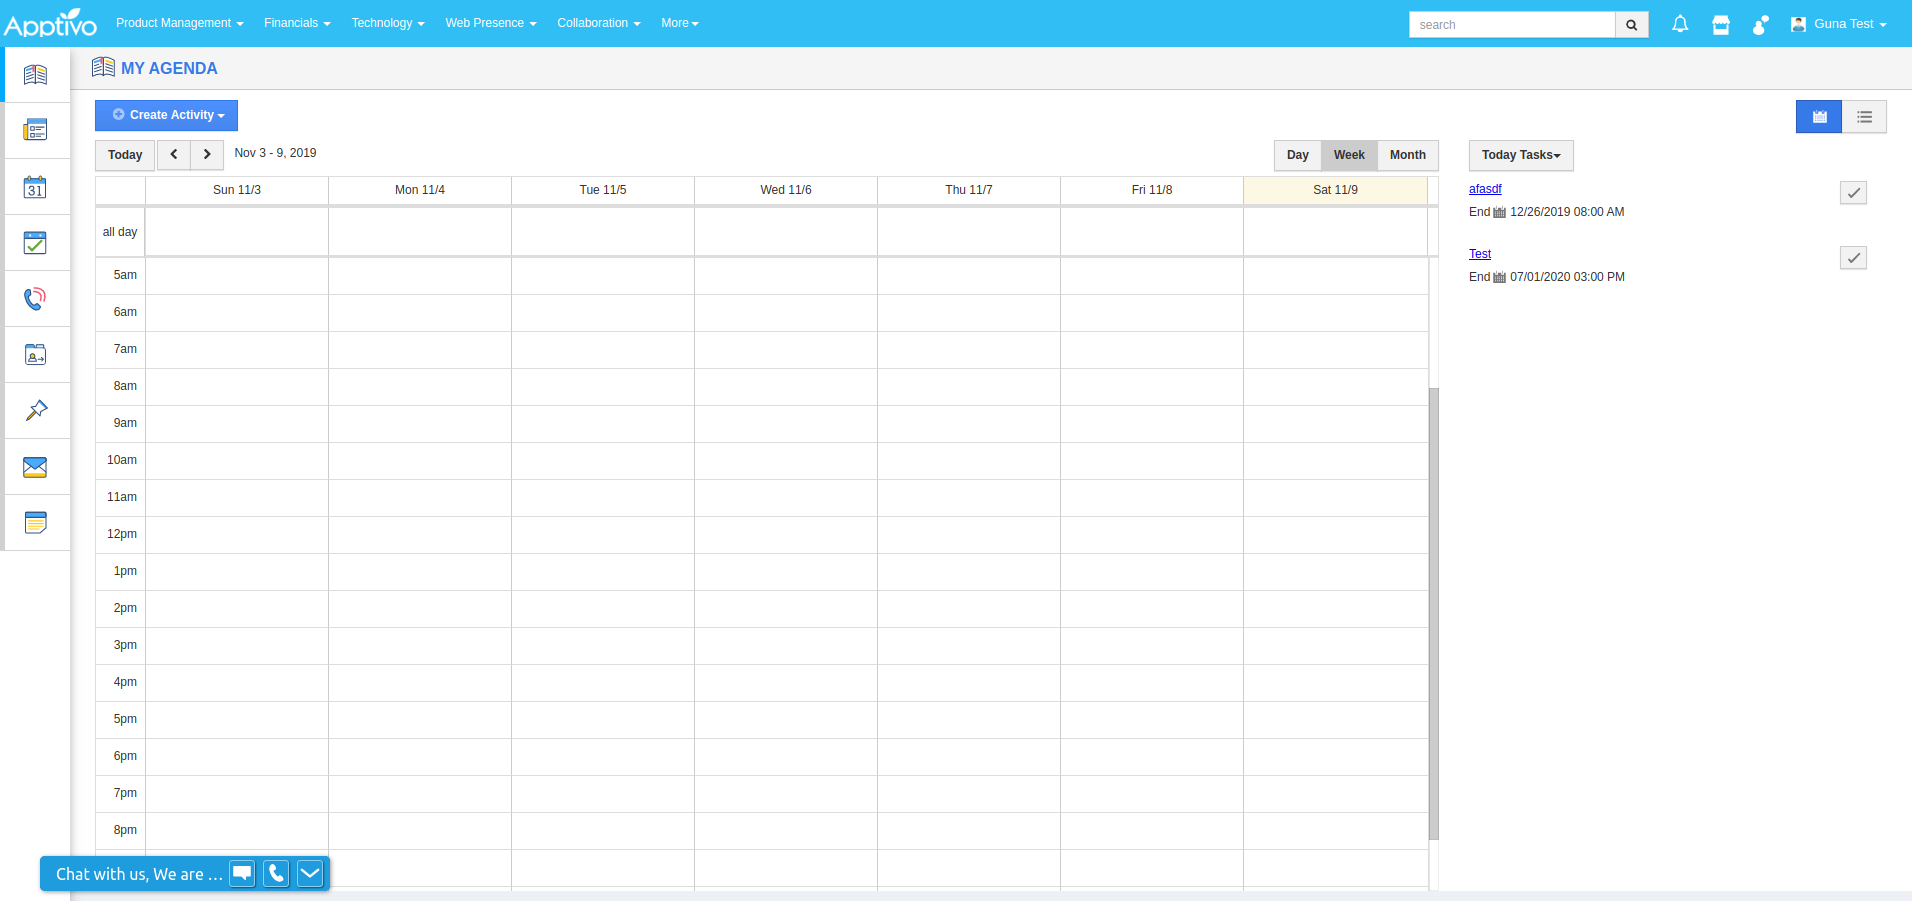 Apptivo
Product Management Financials Technology Web Presence Collaboration More
search
Guna Test
MY AGENDA
Create Activity
Today Nov 3 - 9, 2019 Day Week Month
Sun 11/3 Mon 11/4 Tue 11/5 Wed 11/6 Thu 11/7 Fri 11/8 Sat 11/9
all day
5am
6am
7am
8am
9am
10am
11am
12pm
1pm
2pm
3pm
4pm
5pm
6pm
7pm
8pm
Today Tasks
afasdf
End 12/26/2019 08:00 AM
Test
End 07/01/2020 03:00 PM
31
Chat with us, We are ...